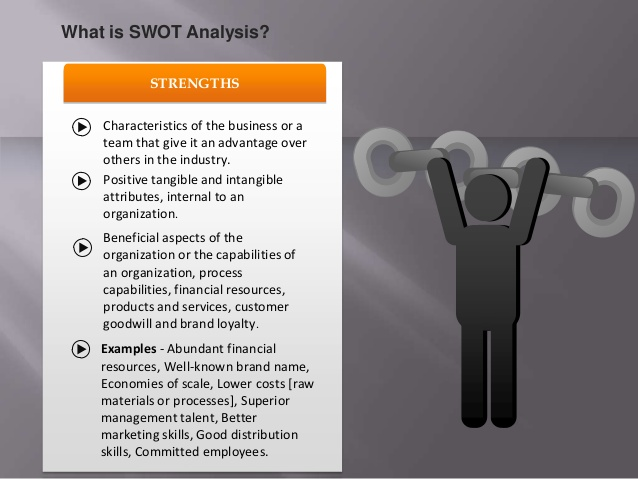 What is SWOT Analysis?
STRENGTHS
Characteristics of the business or a
team that give it an advantage over
others in the industry.
Positive tangible and intangible
attributes, internal to an
organization.
Beneficial aspects of the
organization or the capabilities of
an organization, process
capabilities, financial resources,
products and services, customer
goodwill and brand loyalty.
Examples - Abundant financial
resources, Well-known brand name,
Economies of scale, Lower costs [raw
materials or processes], Superior
management talent, Better
marketing skills, Good distribution
skills, Committed employees.